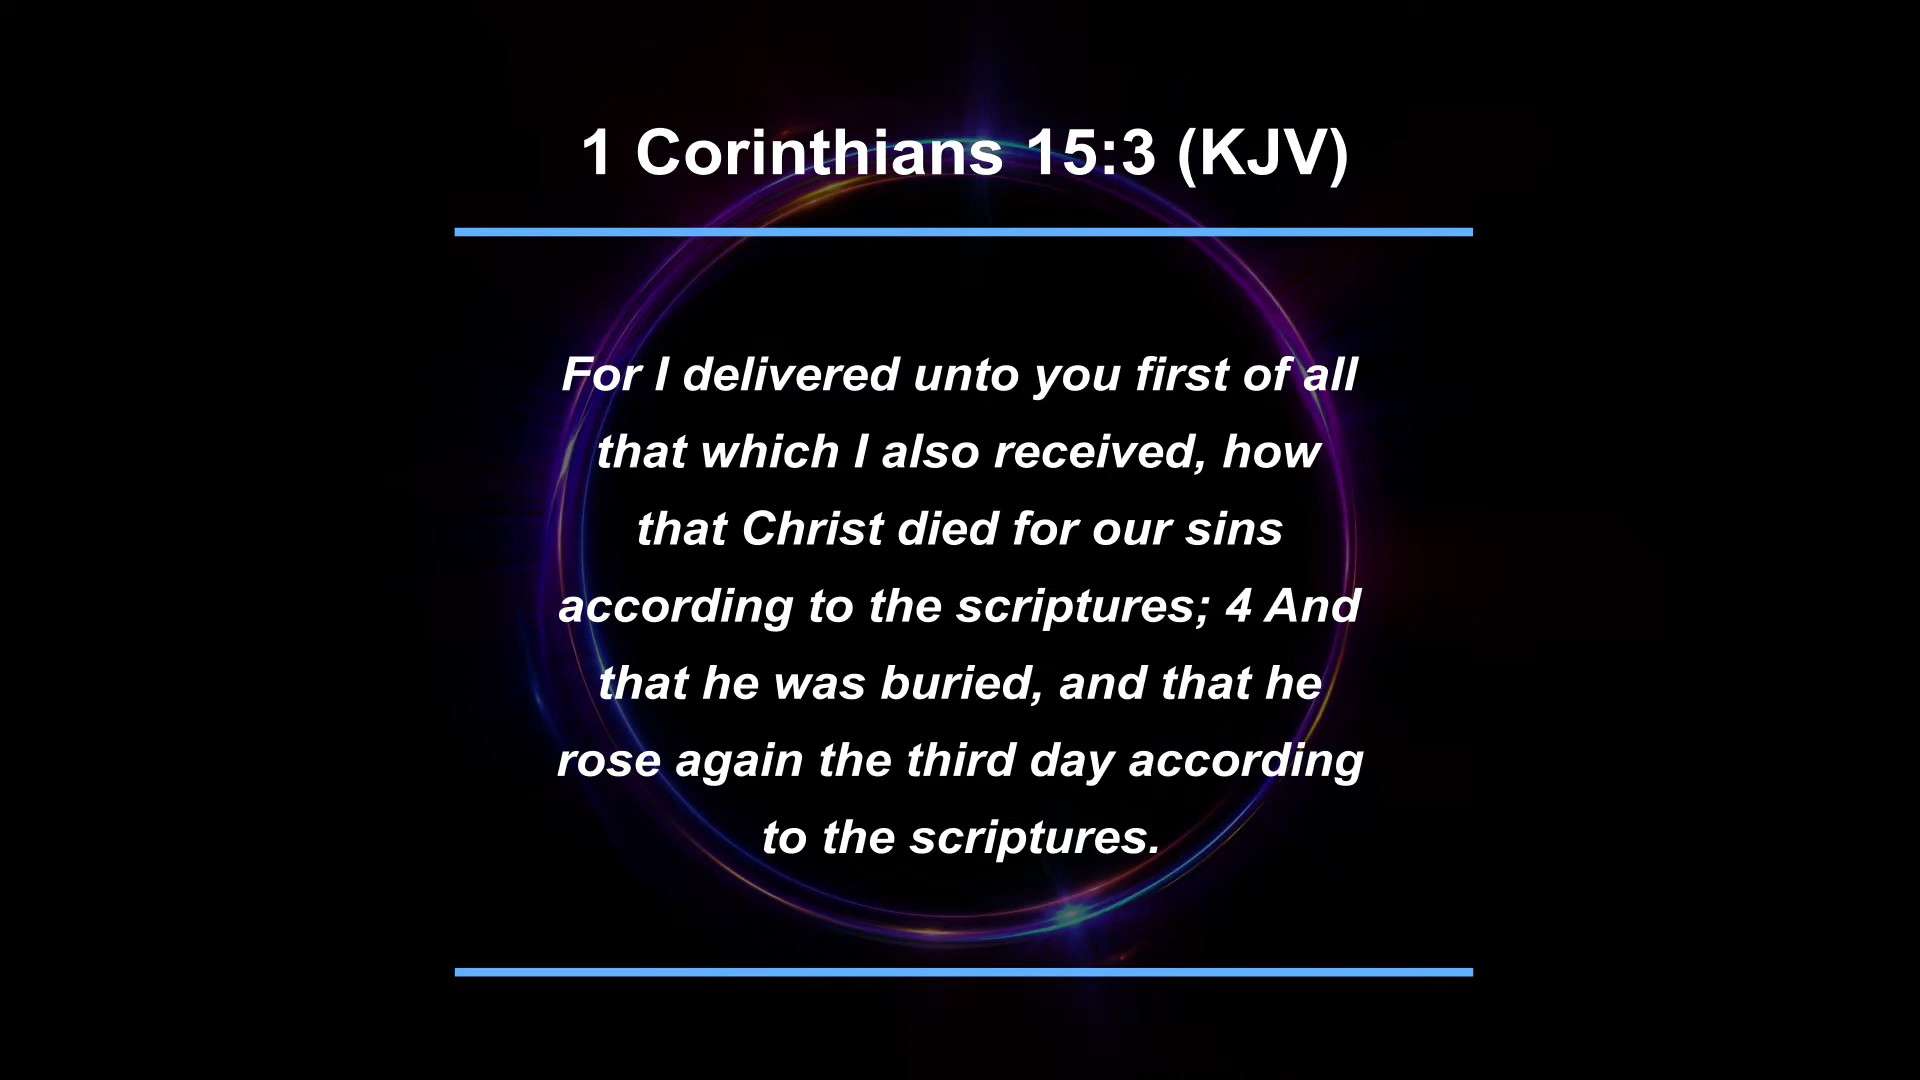 1 Corinthians 15:3 (KJV)
For I delivered unto you first of all
that which I also received, how
that Christ died for our sins
according to the scriptures; 4 And
that he was buried, and that he
rose again the third day according
to the scriptures.